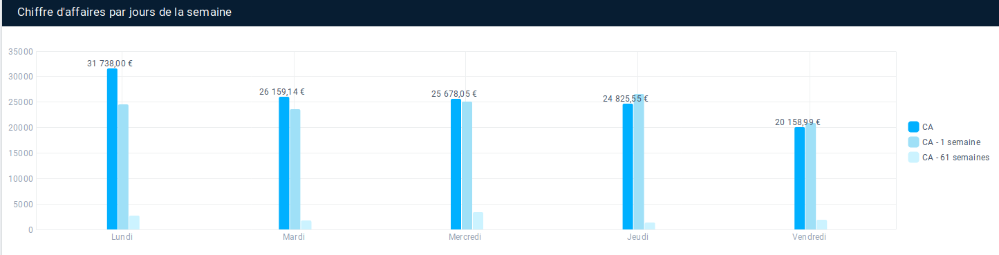 Chiffre d'affaires par jours de la semaine
35000
30000
25000
20000
15000
10000
5000
0
31 738,00 €
26 159,14 €
25 678,05 €
24 825,55 €
20 158,99 €
Lundi
Mardi
Mercredi
Jeudi
Vendredi
CA
CA - 1 semaine
CA - 61 semaines